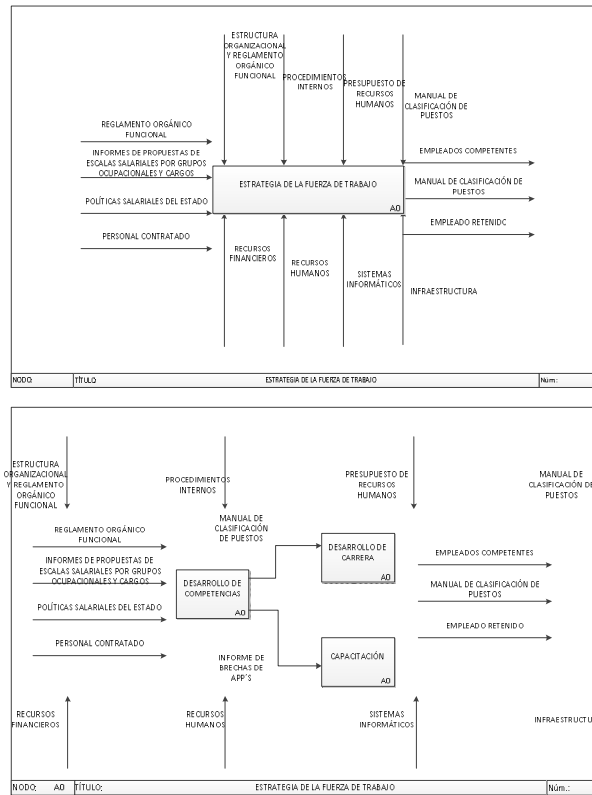 ESTRUCTURA
ORGANIZACIONAL
Y REGLAMENTO
ORGÁNICO
FUNCIONAL
PROCEDIMIENTOS
INTERNOS
PRESUPUESTO DE
RECURSOS
HUMANOS
MANUAL DE
CLASIFICACIÓN DE
PUESTOS
REGLAMENTO ORGÁNICO
FUNCIONAL
INFORMES DE PROPUESTAS DE
ESCALAS SALARIALES POR GRUPOS
OCUPACIONALES Y CARGOS
POLÍTICAS SALARIALES DEL ESTADO
PERSONAL CONTRATADO
ESTRATEGIA DE LA FUERZA DE TRABAJO
A0
EMPLEADOS COMPETENTES
MANUAL DE CLASIFICACIÓN DE
PUESTOS
EMPLEADO RETENIDO
RECURSOS
FINANCIEROS
RECURSOS
HUMANOS
SISTEMAS
INFORMÁTICOS
INFRAESTRUCTURA
NODO: TÍTULO: ESTRATEGIA DE LA FUERZA DE TRABAJO Núm.:
ESTRUCTURA
ORGANIZACIONAL
Y REGLAMENTO
ORGÁNICO
FUNCIONAL
PROCEDIMIENTOS
INTERNOS
PRESUPUESTO DE
RECURSOS
HUMANOS
MANUAL DE
CLASIFICACIÓN DE
PUESTOS
MANUAL DE
CLASIFICACIÓN
DE PUESTOS
REGLAMENTO ORGÁNICO
FUNCIONAL
INFORMES DE PROPUESTAS DE
ESCALAS SALARIALES POR GRUPOS
OCUPACIONALES Y CARGOS
POLÍTICAS SALARIALES DEL ESTADO
PERSONAL CONTRATADO
DESARROLLO DE
COMPETENCIAS
A0
DESARROLLO DE
CARRERA
A0
CAPACITACIÓN
A0
EMPLEADOS COMPETENTES
MANUAL DE CLASIFICACIÓN DE
PUESTOS
EMPLEADO RETENIDO
INFORME DE
BRECHAS DE
APP'S
RECURSOS
FINANCIEROS
RECURSOS
HUMANOS
SISTEMAS
INFORMÁTICOS
INFRAESTRUCTU
NODO: A0 TÍTULO: ESTRATEGIA DE LA FUERZA DE TRABAJO Núm.: